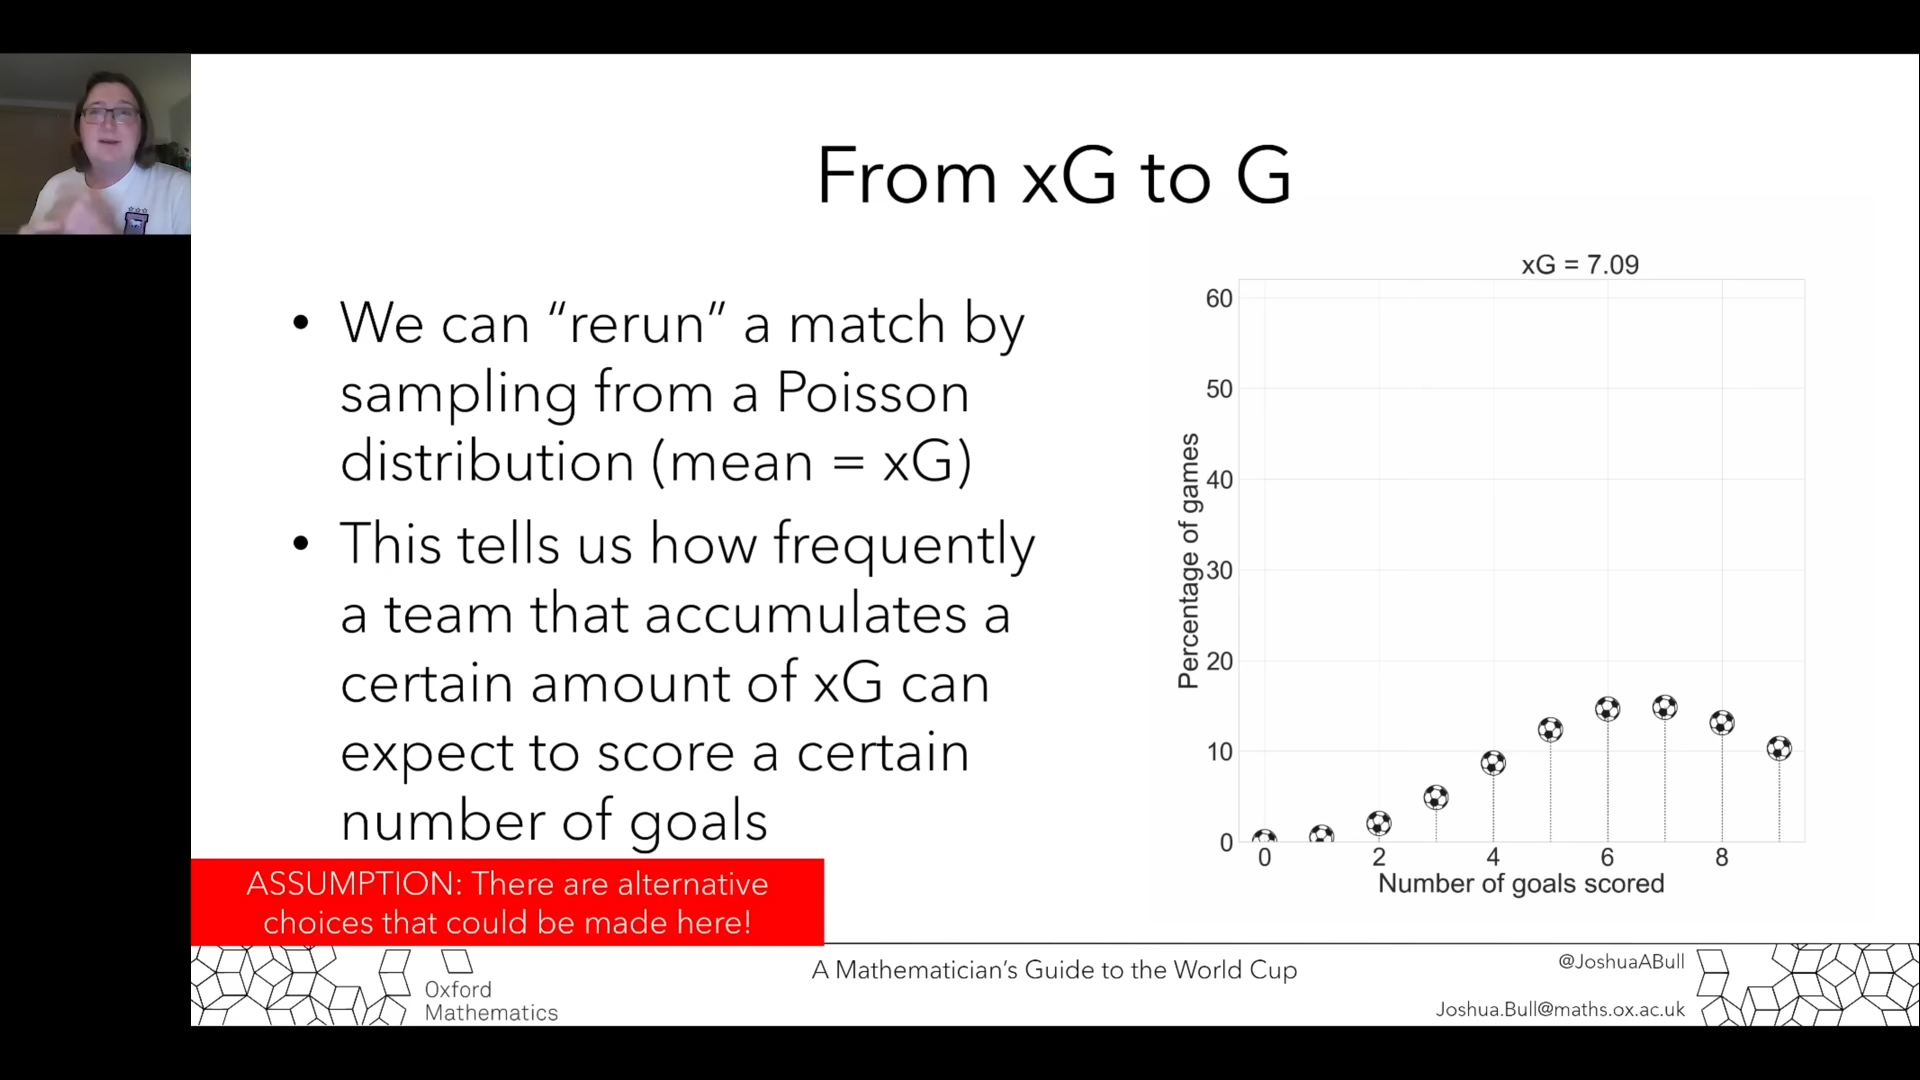 From xG to G
• We can “rerun” a match by
sampling from a Poisson
distribution (mean = xG)
• This tells us how frequently
a team that accumulates a
certain amount of xG can
expect to score a certain
number of goals
xG = 7.09
60
50
40
30
20
10
0
Percentage of games
0 2 4 6 8
Number of goals scored
ASSUMPTION: There are alternative
choices that could be made here!
Oxford
Mathematics
A Mathematician’s Guide to the World Cup
@JoshuaABull
Joshua.Bull@maths.ox.ac.uk